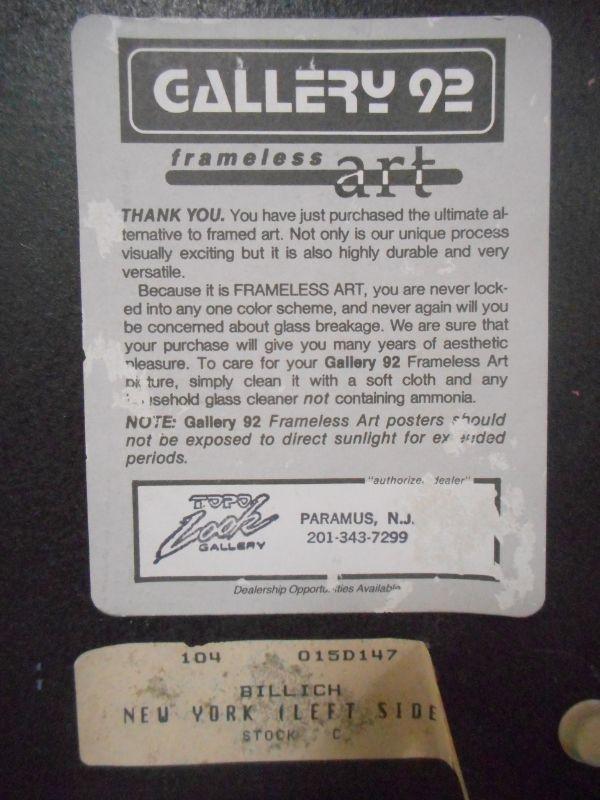 GALLERY 92
frameless art
THANK YOU. You have just purchased the ultimate al-
ternative to framed art. Not only is our unique process
visually exciting but it is also highly durable and very
versatile.
Because it is FRAMELESS ART, you are never lock-
ed into any one color scheme, and never again will you
be concerned about glass breakage. We are sure that
your purchase will give you many years of aesthetic
pleasure. To care for your Gallery 92 Frameless Art
picture, simply clean it with a soft cloth and any
household glass cleaner not containing ammonia.
NOTE: Gallery 92 Frameless Art posters should
not be exposed to direct sunlight for extended
periods.
"authorized dealer"
TOPO
Look
GALLERY
PARAMUS, N.J.
201-343-7299
Dealership Opportunities Available
104 015D147
BILLICH
NEW YORK (LEFT SIDE
STOCK C